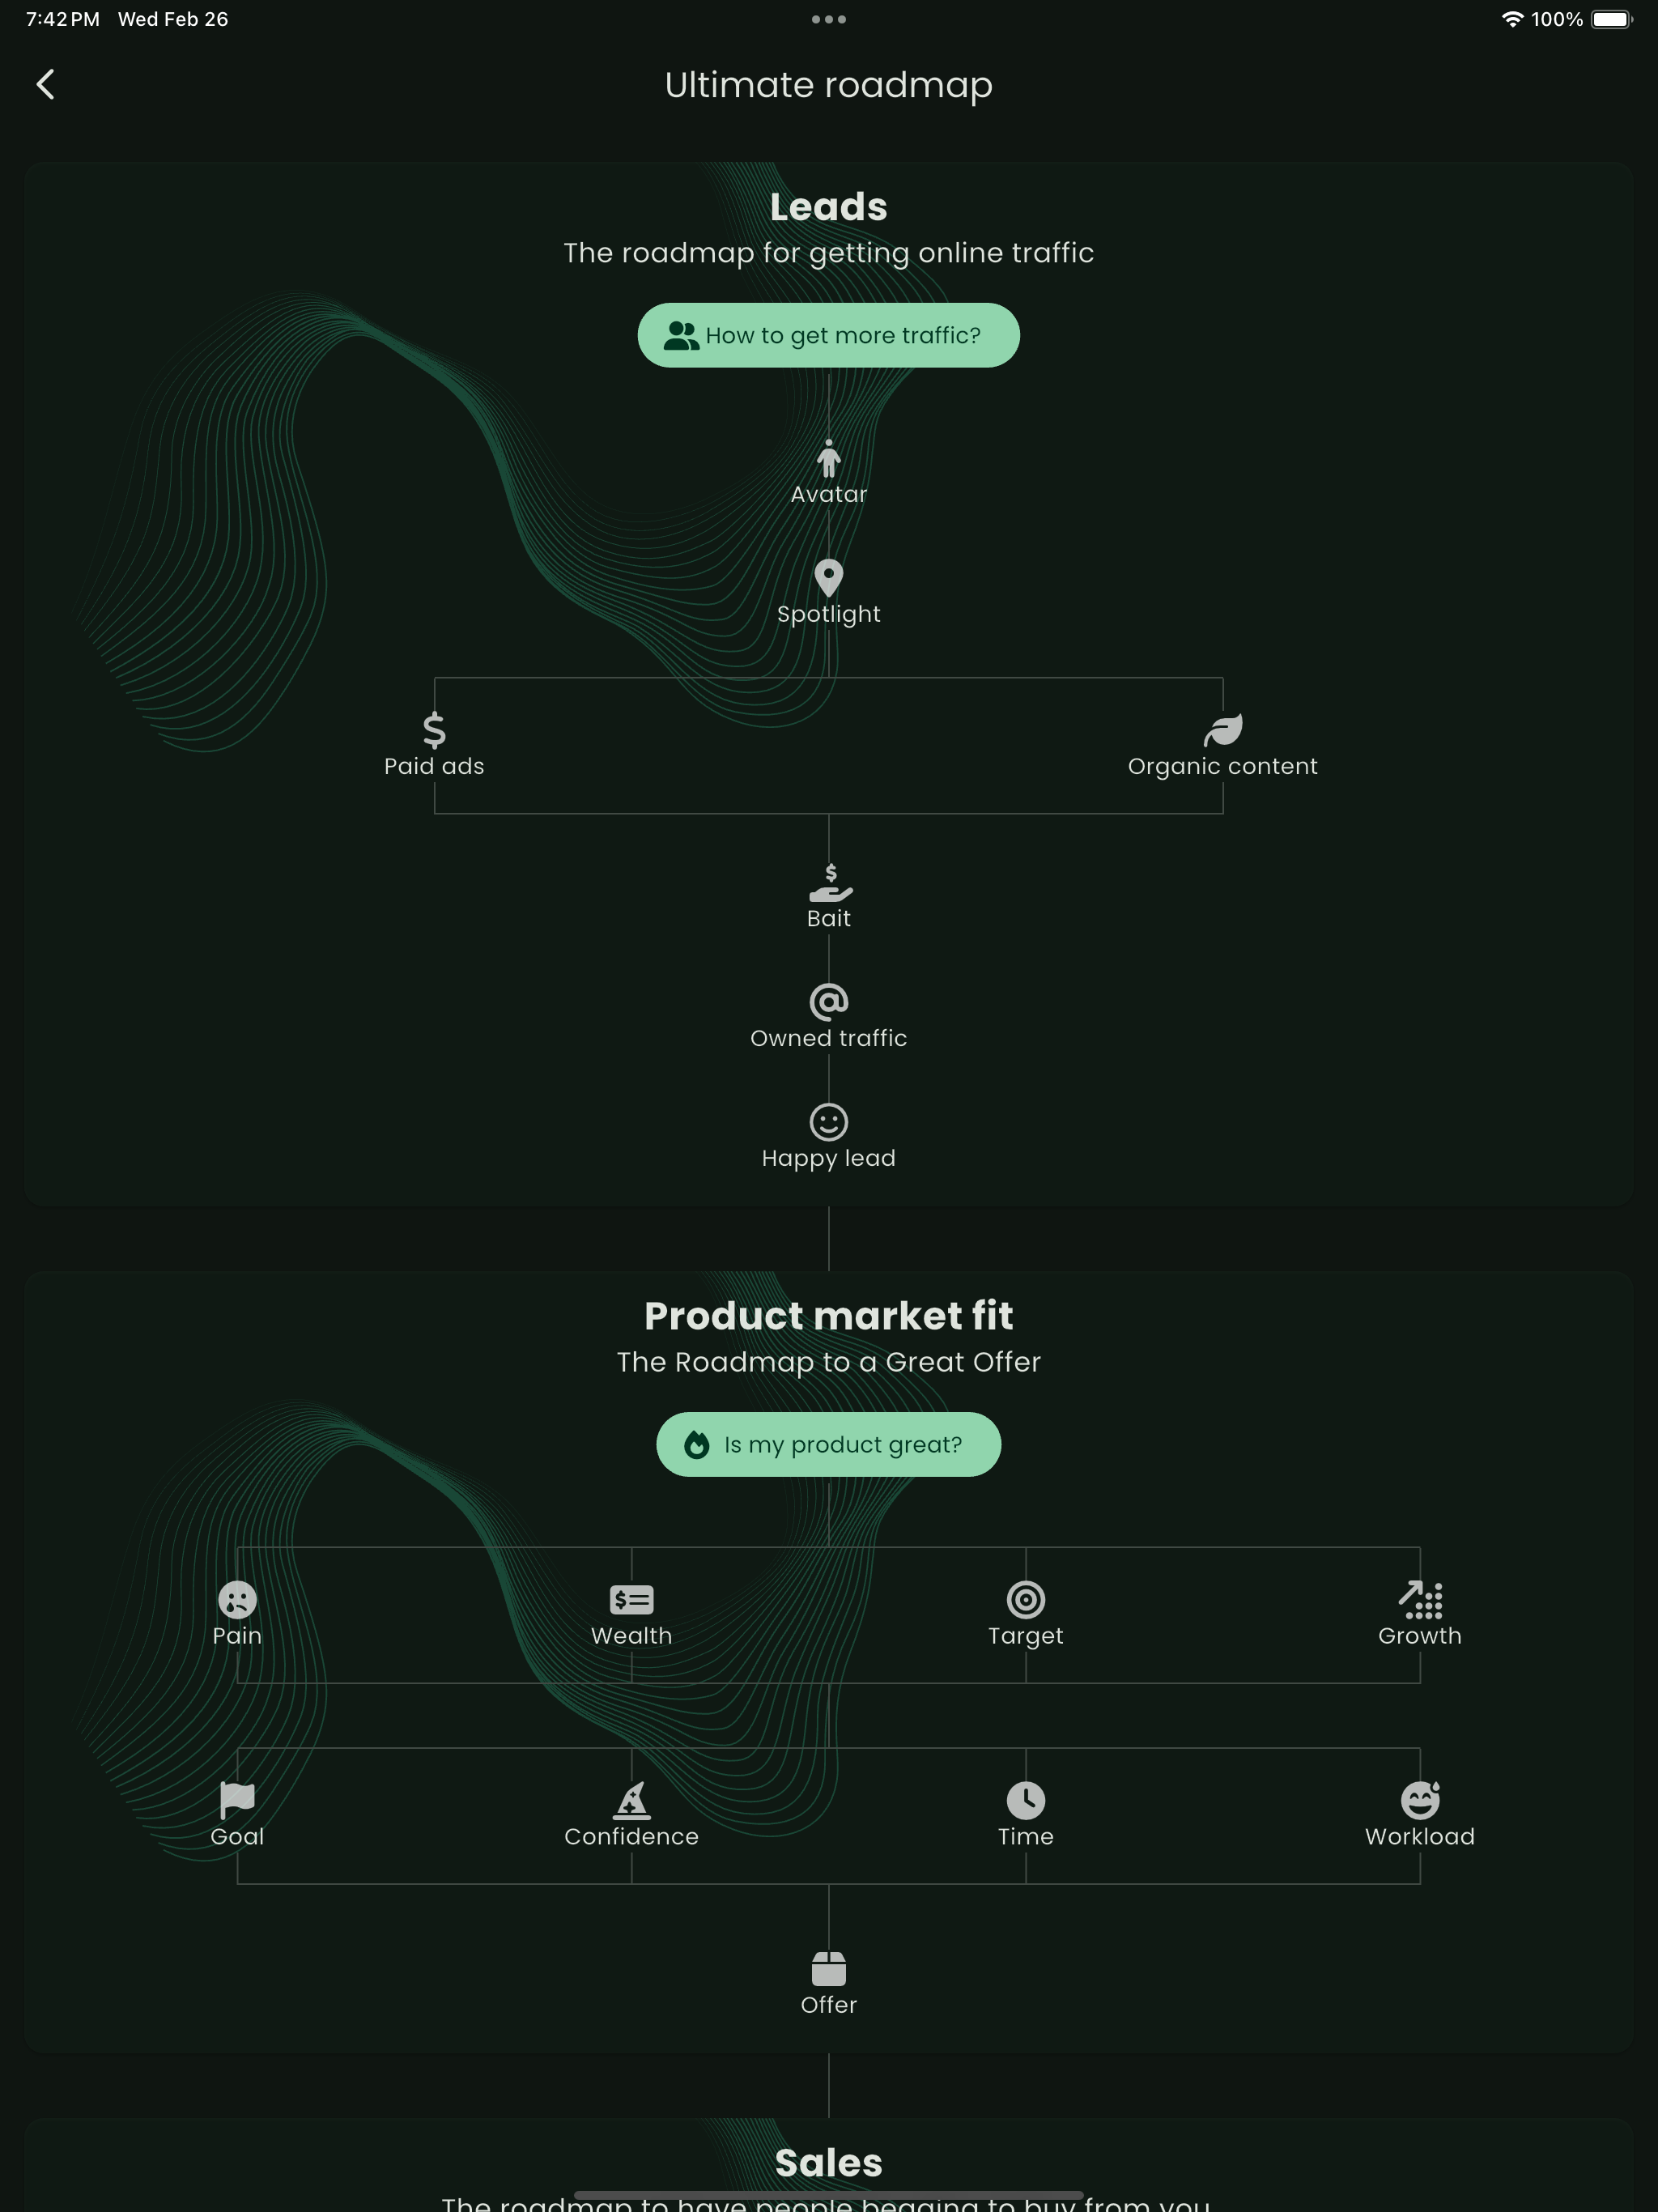 7:42 PM Wed Feb 26
100%
Ultimate roadmap
Leads
The roadmap for getting online traffic
How to get more traffic?
Avatar
Spotlight
Paid ads
Organic content
Bait
Owned traffic
Happy lead
Product market fit
The Roadmap to a Great Offer
Is my product great?
Pain
Wealth
Target
Growth
Goal
Confidence
Time
Workload
Offer
Sales
The roadmap to have people begging to buy from you